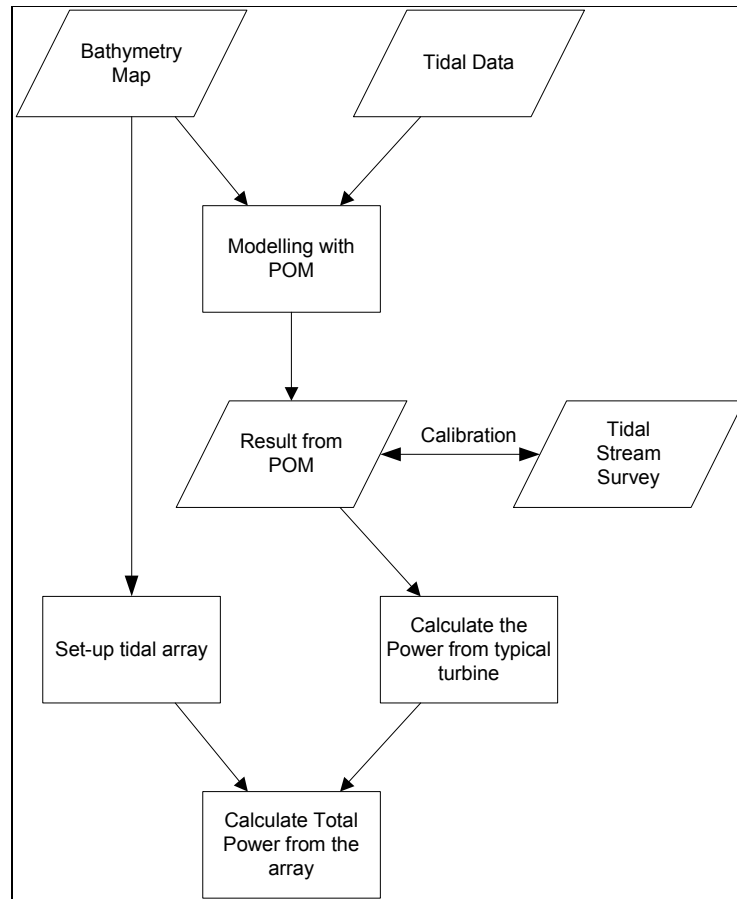 Bathymetry
Map
Tidal Data
Modelling with
POM
Result from
POM
Calibration
Tidal
Stream
Survey
Set-up tidal array
Calculate the
Power from typical
turbine
Calculate Total
Power from the
array